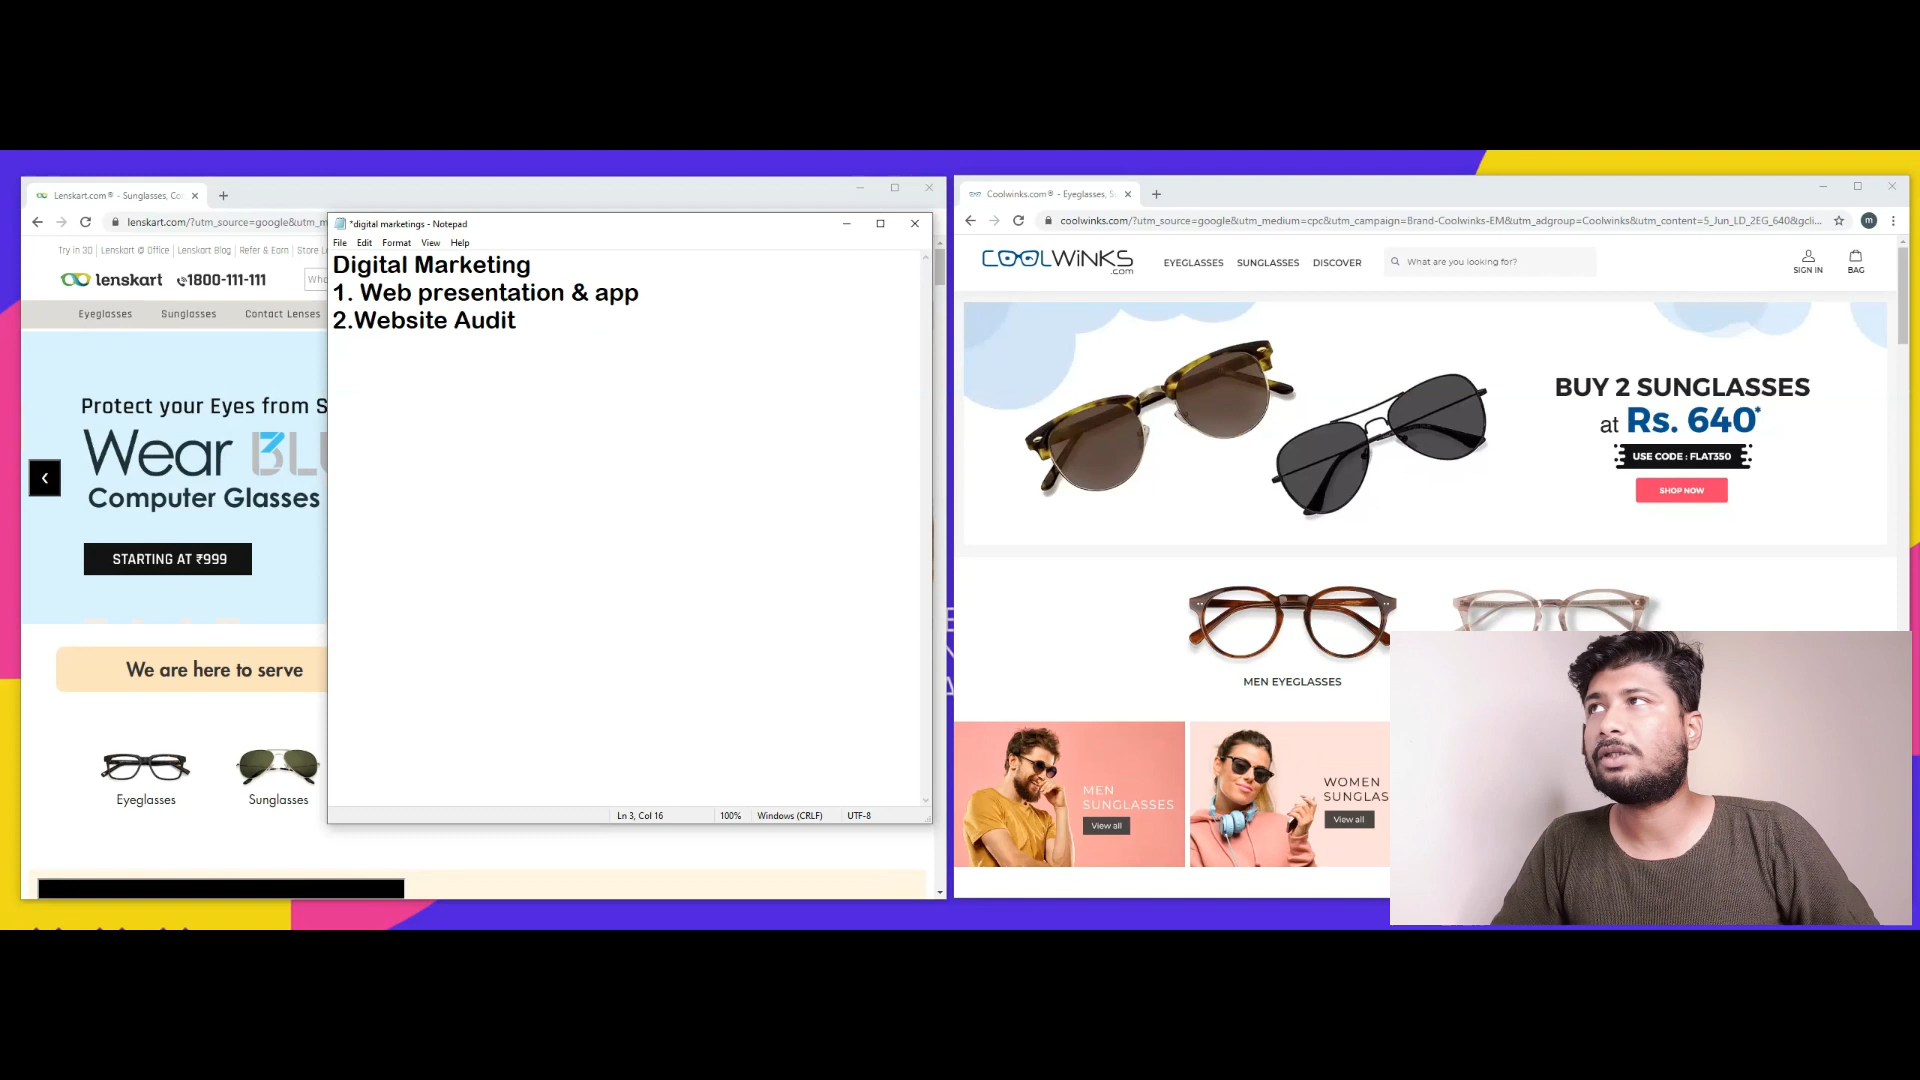 Lenskart.com® - Sunglasses, Co
lenskart.com/?utm_source=google&utm_m
Try in 3D | Lenskart @ Office | Lenskart Blog | Refer & Earn | Store L
lenskart 1800-111-111
Eyeglasses Sunglasses Contact Lenses
Protect your Eyes from S
Wear BLU
Computer Glasses
STARTING AT ₹999
We are here to serve
Eyeglasses Sunglasses
*digital marketings - Notepad
File Edit Format View Help
Digital Marketing
1. Web presentation & app
2.Website Audit
Ln 3, Col 16 100% Windows (CRLF) UTF-8
Coolwinks.com® - Eyeglasses, S
coolwinks.com/?utm_source=google&utm_medium=cpc&utm_campaign=Brand-Coolwinks-EM&utm_adgroup=Coolwinks&utm_content=5_Jun_LD_2EG_640&gcli...
m
COOLWiNKS
.com
EYEGLASSES SUNGLASSES DISCOVER
What are you looking for?
SIGN IN BAG
BUY 2 SUNGLASSES
at Rs. 640*
USE CODE : FLAT350
SHOP NOW
MEN EYEGLASSES
MEN
SUNGLASSES
View all
WOMEN
SUNGLAS
View all